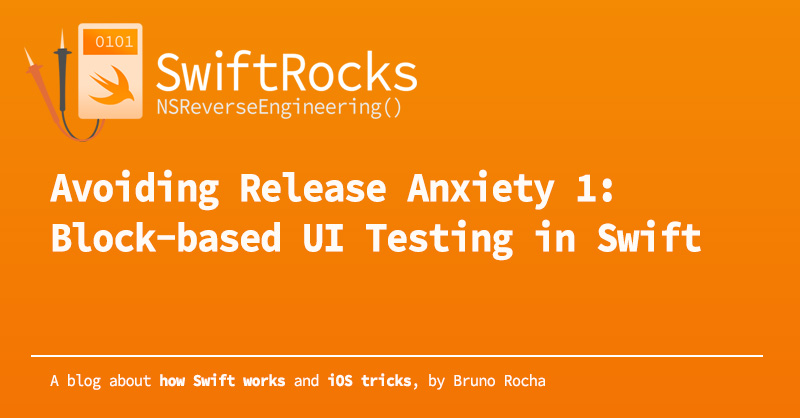 0101
SwiftRocks
NSReverseEngineering()
Avoiding Release Anxiety 1:
Block-based UI Testing in Swift
A blog about how Swift works and iOS tricks, by Bruno Rocha